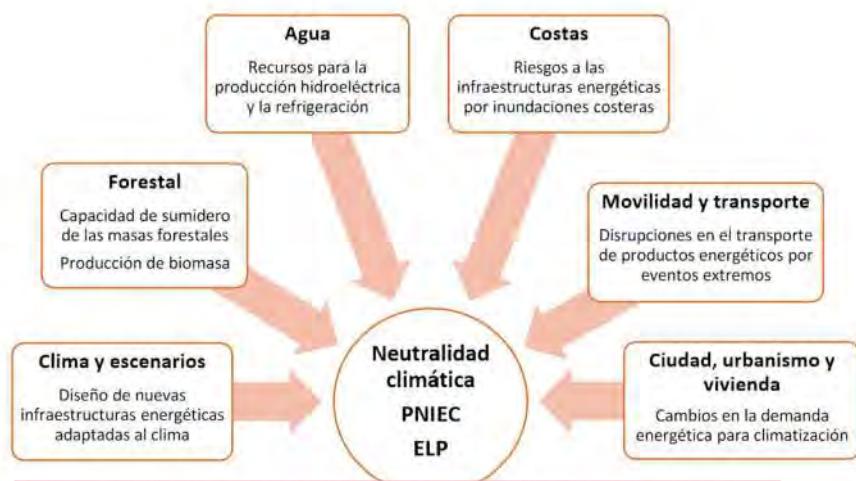 Agua
Recursos para la
producción hidroeléctrica
y la refrigeración
Costas
Riesgos a las
infraestructuras energéticas
por inundaciones costeras
Forestal
Capacidad de sumidero
de las masas forestales
Producción de biomasa
Movilidad y transporte
Disrupciones en el transporte
de productos energéticos por
eventos extremos
Clima y escenarios
Diseño de nuevas
infraestructuras energéticas
adaptadas al clima
Neutralidad
climática
PNIEC
ELP
Ciudad, urbanismo y
vivienda
Cambios en la demanda
energética para climatización